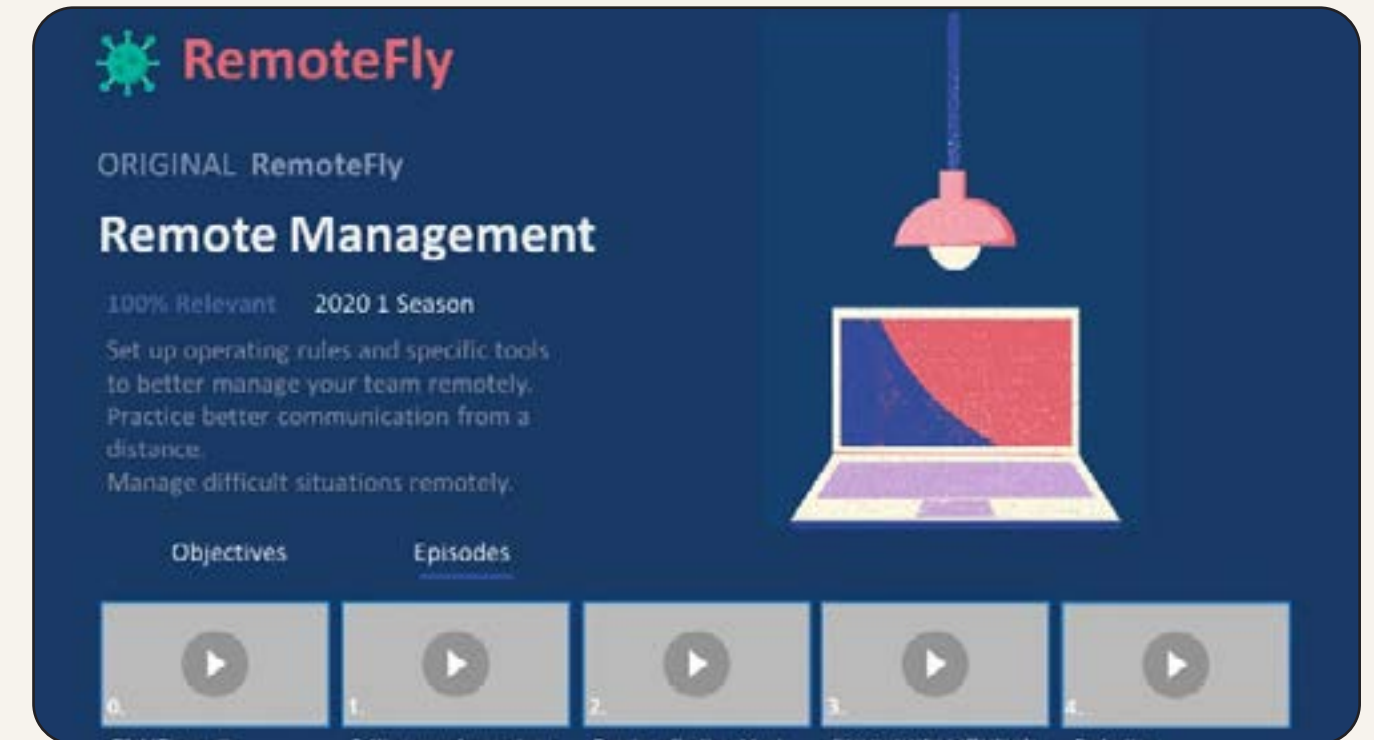 RemoteFly
ORIGINAL RemoteFly
Remote Management
100% Relevant 2020 1 Season
Set up operating rules and specific tools
to better manage your team remotely.
Practice better communication from a
distance.
Manage difficult situations remotely.
Objectives Episodes
0. 1. 2. 3. 4.